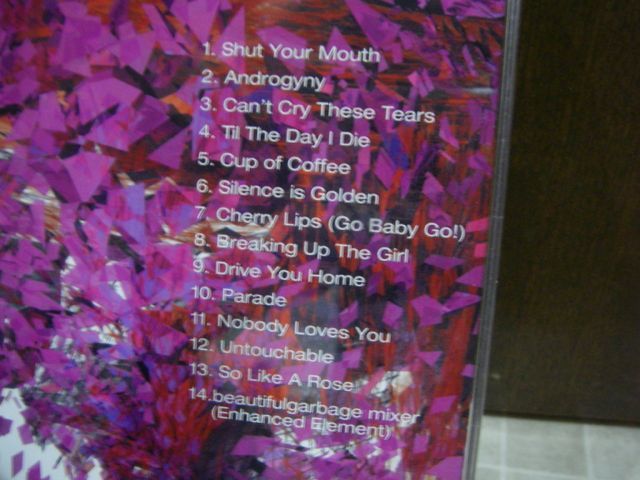 1. Shut Your Mouth
2. Androgyny
3. Can't Cry These Tears
4. Til The Day I Die
5. Cup of Coffee
6. Silence is Golden
7. Cherry Lips (Go Baby Go!)
8. Breaking Up The Girl
9. Drive You Home
10. Parade
11. Nobody Loves You
12. Untouchable
13. So Like A Rose
14.beautifulgarbage mixer
(Enhanced Element)